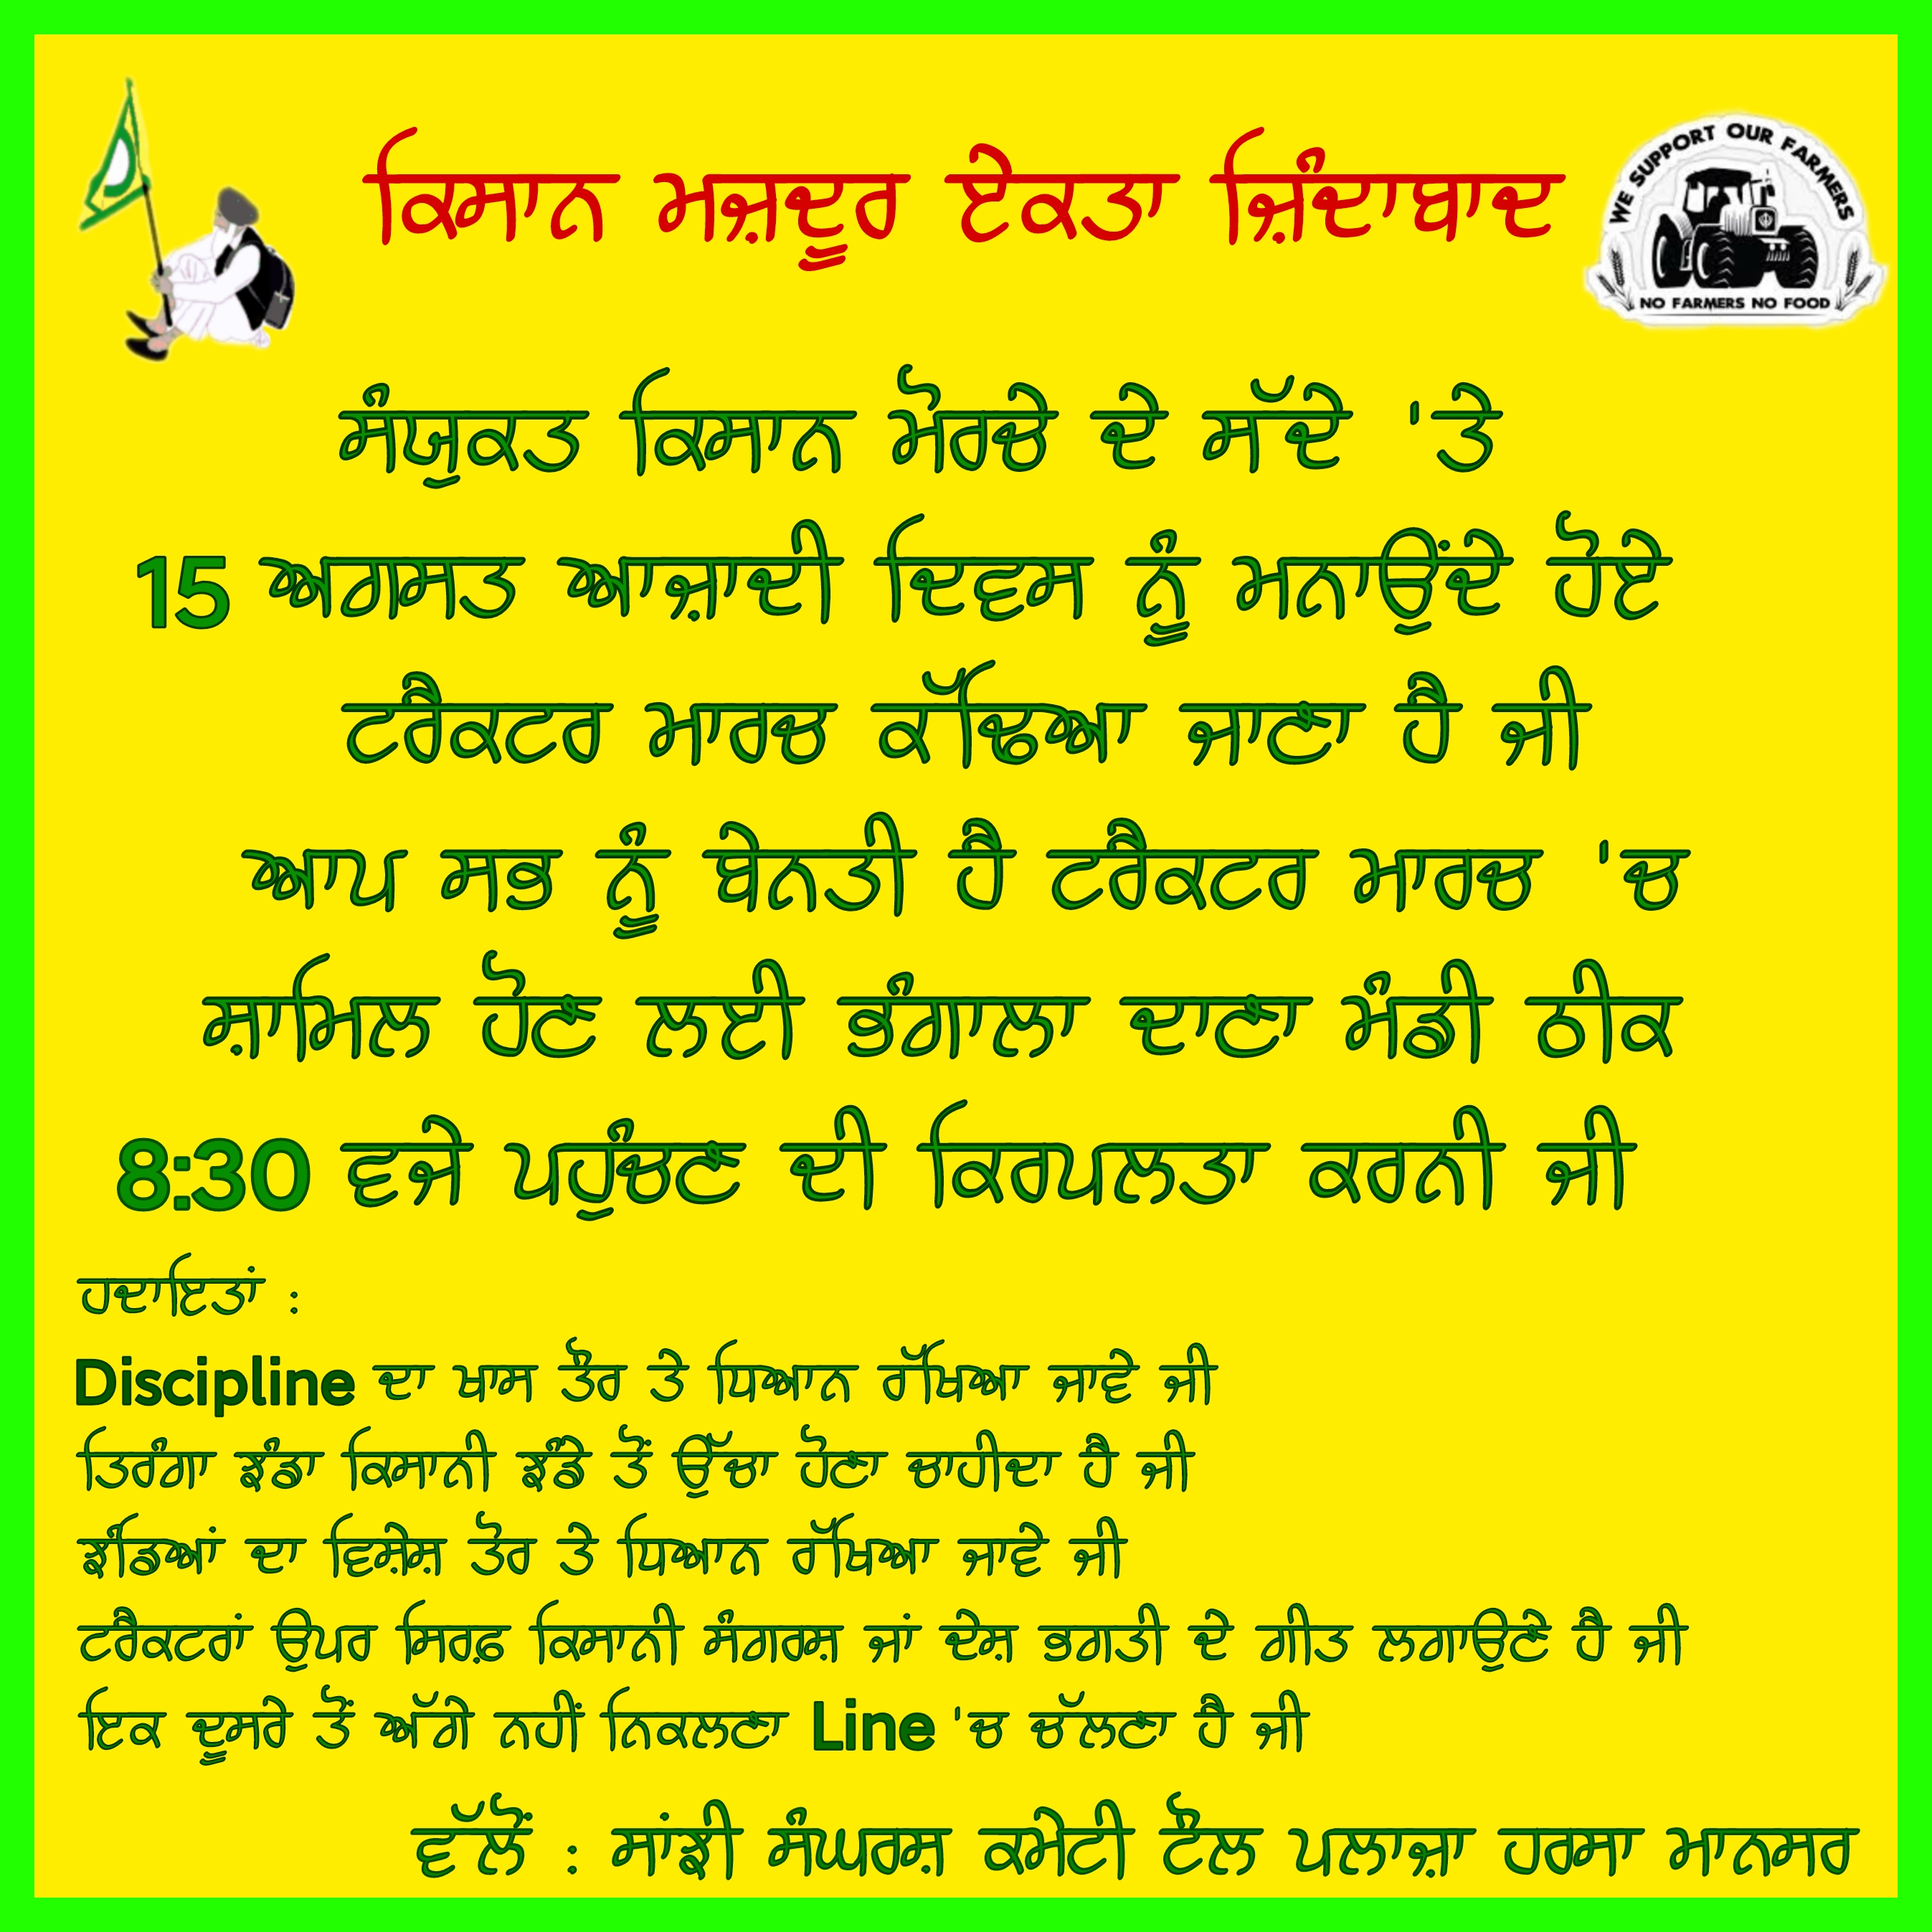 ਕਿਸਾਨ ਮਜ਼ਦੂਰ ਏਕਤਾ ਜ਼ਿੰਦਾਬਾਦ
WE SUPPORT OUR FARMERS
NO FARMERS NO FOOD
ਸੰਯੁਕਤ ਕਿਸਾਨ ਮੋਰਚੇ ਦੇ ਸੱਦੇ 'ਤੇ
15 ਅਗਸਤ ਆਜ਼ਾਦੀ ਦਿਵਸ ਨੂੰ ਮਨਾਉਂਦੇ ਹੋਏ
ਟਰੈਕਟਰ ਮਾਰਚ ਕੱਢਿਆ ਜਾਣਾ ਹੈ ਜੀ
ਆਪ ਸਭ ਨੂੰ ਬੇਨਤੀ ਹੈ ਟਰੈਕਟਰ ਮਾਰਚ 'ਚ
ਸ਼ਾਮਿਲ ਹੋਣ ਲਈ ਭੰਗਾਲਾ ਦਾਣਾ ਮੰਡੀ ਠੀਕ
8:30 ਵਜੇ ਪਹੁੰਚਣ ਦੀ ਕਿਰਪਲਤਾ ਕਰਨੀ ਜੀ
ਹਦਾਇਤਾਂ :
Discipline ਦਾ ਖਾਸ ਤੌਰ ਤੇ ਧਿਆਨ ਰੱਖਿਆ ਜਾਵੇ ਜੀ
ਤਿਰੰਗਾ ਝੰਡਾ ਕਿਸਾਨੀ ਝੰਡੇ ਤੋਂ ਉੱਚਾ ਹੋਣਾ ਚਾਹੀਦਾ ਹੈ ਜੀ
ਝੰਡਿਆਂ ਦਾ ਵਿਸ਼ੇਸ਼ ਤੋਰ ਤੇ ਧਿਆਨ ਰੱਖਿਆ ਜਾਵੇ ਜੀ
ਟਰੈਕਟਰਾਂ ਉਪਰ ਸਿਰਫ਼ ਕਿਸਾਨੀ ਸੰਗਰਸ਼ ਜਾਂ ਦੇਸ਼ ਭਗਤੀ ਦੇ ਗੀਤ ਲਗਾਉਣੇ ਹੈ ਜੀ
ਇਕ ਦੂਸਰੇ ਤੋਂ ਅੱਗੇ ਨਹੀਂ ਨਿਕਲਣਾ Line 'ਚ ਚੱਲਣਾ ਹੈ ਜੀ
ਵੱਲੋਂ : ਸਾਂਝੀ ਸੰਘਰਸ਼ ਕਮੇਟੀ ਟੌਲ ਪਲਾਜ਼ਾ ਹਰਸਾ ਮਾਨਸਰ